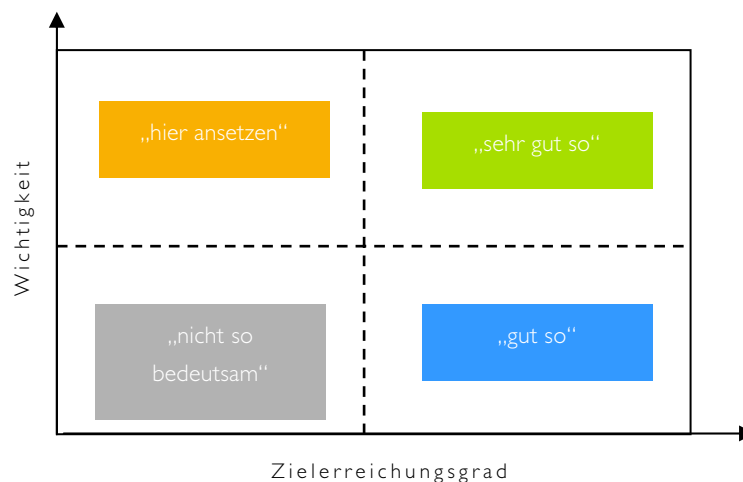 „hier ansetzen“
„sehr gut so“
Wichtigkeit
„nicht so
bedeutsam“
„gut so“
Zielerreichungsgrad